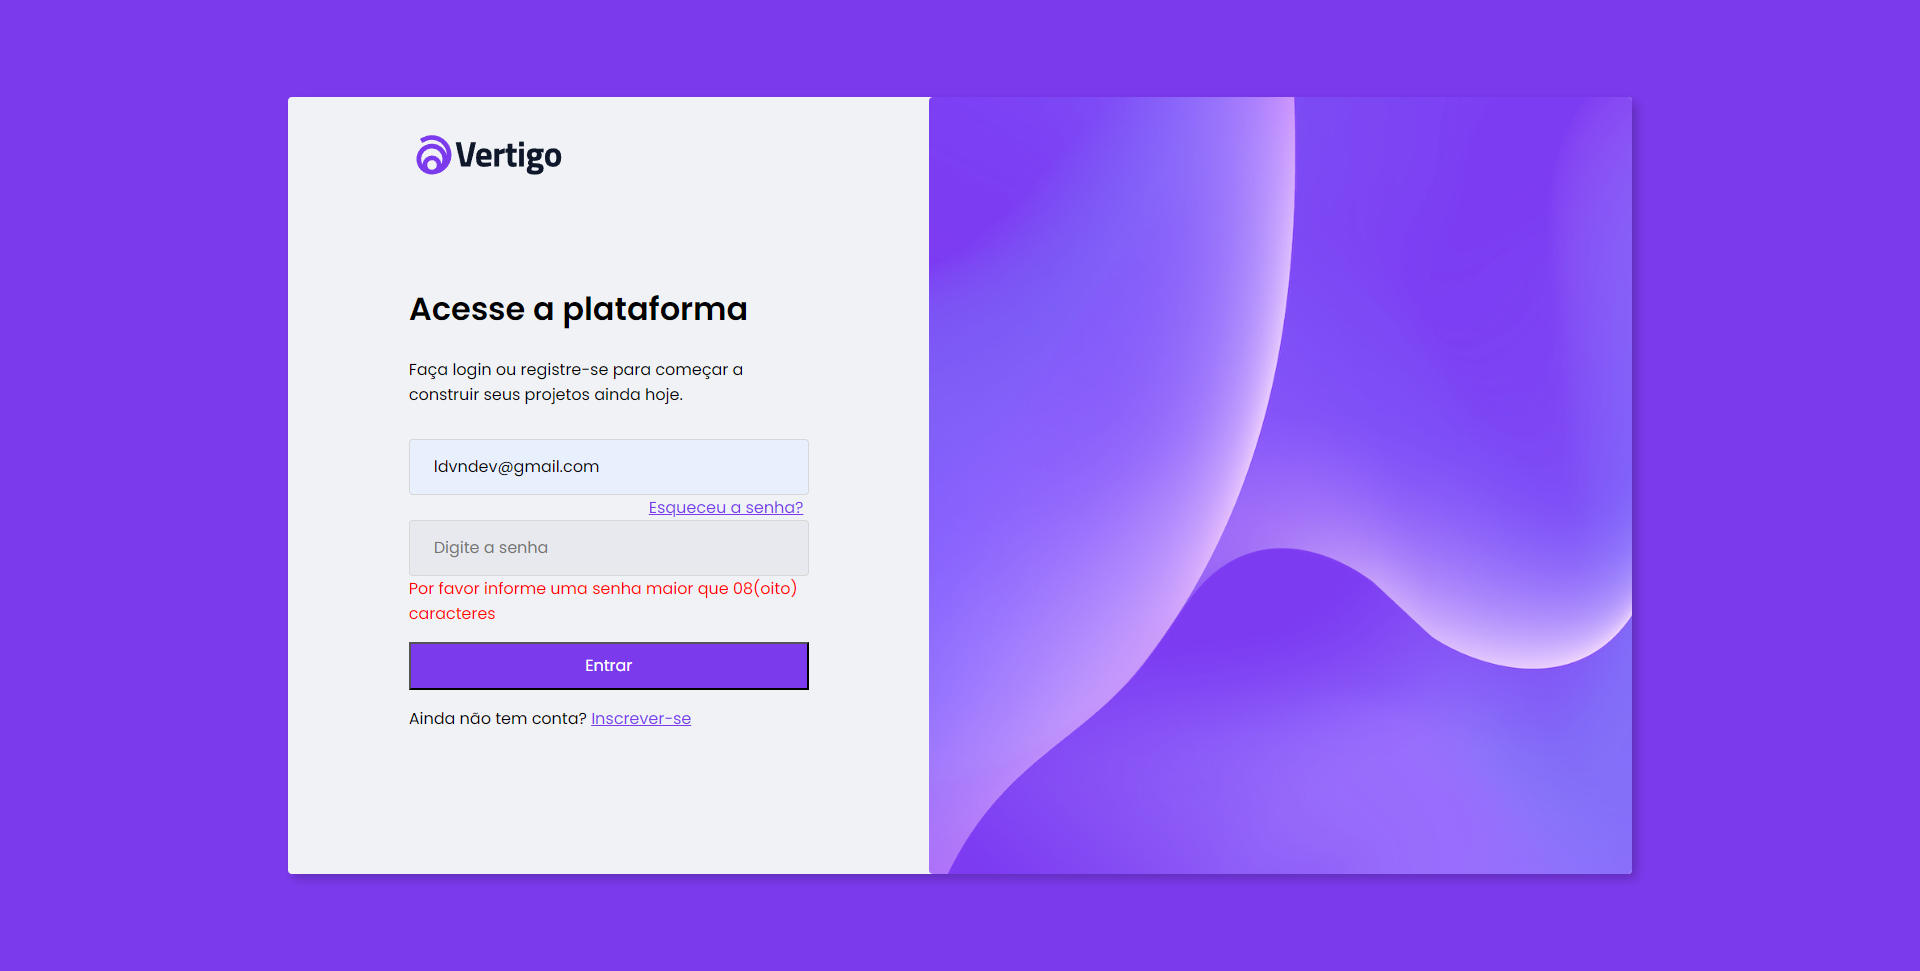 Vertigo
Acesse a plataforma
Faça login ou registre-se para começar a
construir seus projetos ainda hoje.
ldvndev@gmail.com
Esqueceu a senha?
Digite a senha
Por favor informe uma senha maior que 08(oito)
caracteres
Entrar
Ainda não tem conta? Inscrever-se